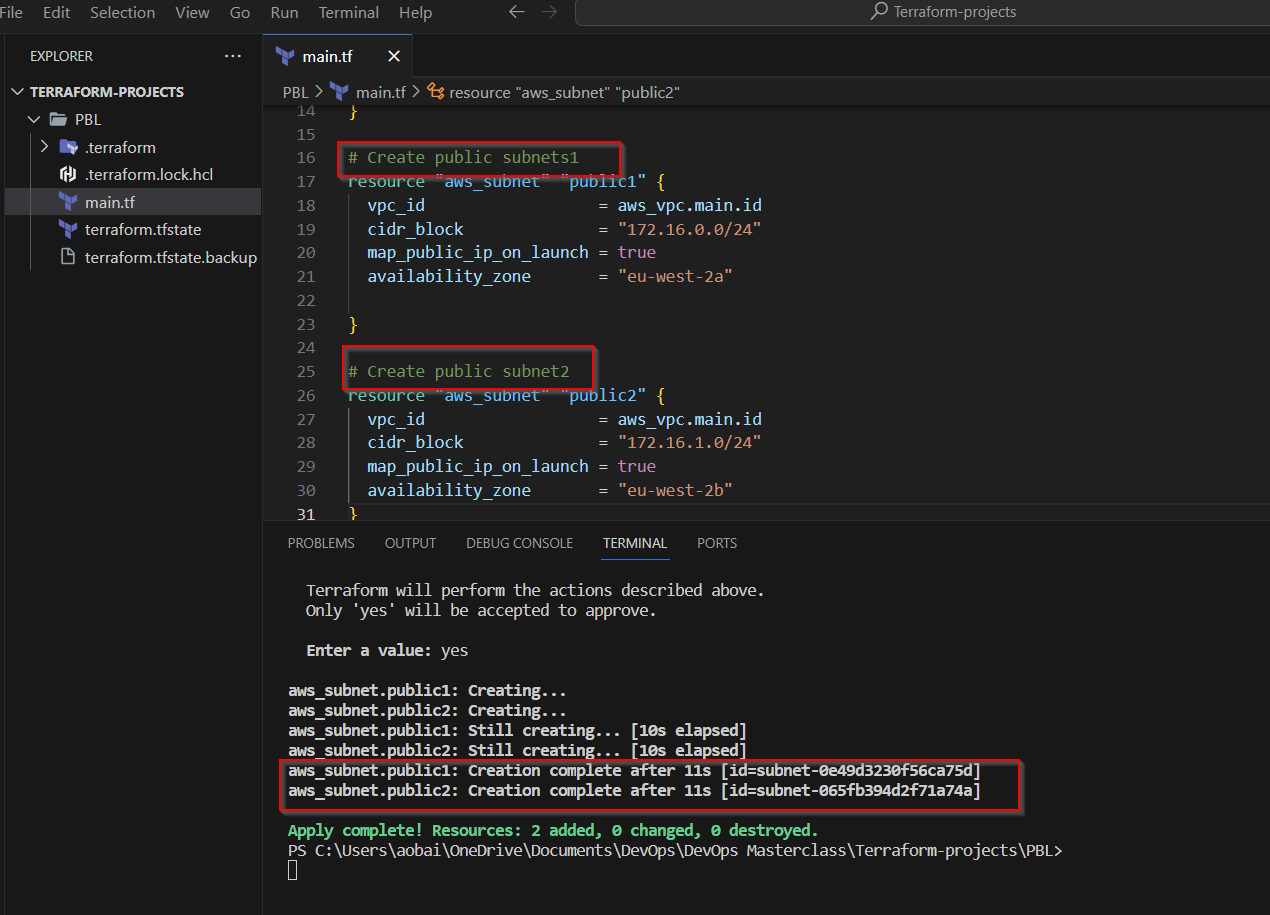 File Edit Selection View Go Run Terminal Help
Terraform-projects
EXPLORER
TERRAFORM-PROJECTS
PBL
.terraform
.terraform.lock.hcl
main.tf
terraform.tfstate
terraform.tfstate.backup
main.tf
PBL > main.tf > resource "aws_subnet" "public2"
14 }
15
16 # Create public subnets1
17 resource "aws_subnet" "public1" {
18 vpc_id = aws_vpc.main.id
19 cidr_block = "172.16.0.0/24"
20 map_public_ip_on_launch = true
21 availability_zone = "eu-west-2a"
22
23 }
24
25 # Create public subnet2
26 resource "aws_subnet" "public2" {
27 vpc_id = aws_vpc.main.id
28 cidr_block = "172.16.1.0/24"
29 map_public_ip_on_launch = true
30 availability_zone = "eu-west-2b"
31 }
PROBLEMS OUTPUT DEBUG CONSOLE TERMINAL PORTS
Terraform will perform the actions described above.
Only 'yes' will be accepted to approve.
Enter a value: yes
aws_subnet.public1: Creating...
aws_subnet.public2: Creating...
aws_subnet.public1: Still creating... [10s elapsed]
aws_subnet.public2: Still creating... [10s elapsed]
aws_subnet.public1: Creation complete after 11s [id=subnet-0e49d3230f56ca75d]
aws_subnet.public2: Creation complete after 11s [id=subnet-065fb394d2f71a74a]
Apply complete! Resources: 2 added, 0 changed, 0 destroyed.
PS C:\Users\aobai\OneDrive\Documents\DevOps\DevOps Masterclass\Terraform-projects\PBL>